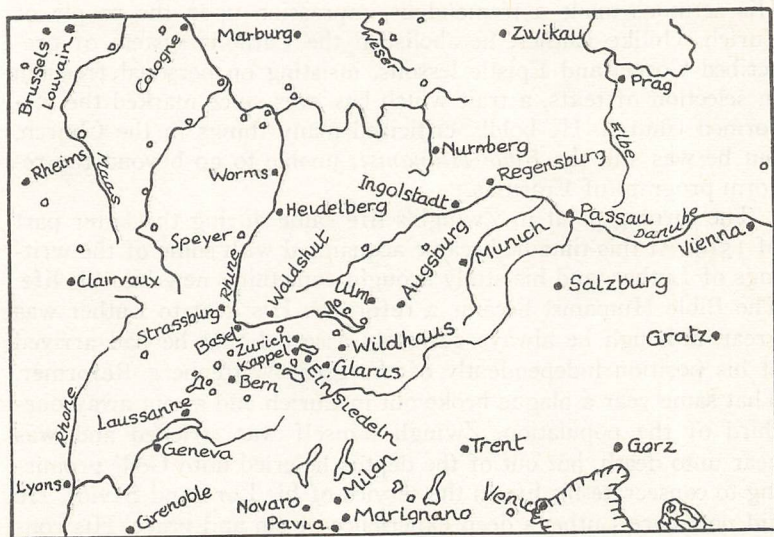 Brussels
Louvain
Cologne
Marburg
Weser
Zwikau
Prag
Elbe
Rheims
Maas
Worms
Nurnberg
Regensburg
Ingolstadt
Heidelberg
Passau
Danube
Vienna
Speyer
Rhine
Waldshut
Ulm
Augsburg
Munich
Clairvaux
Salzburg
Strassburg
Basel
Zurich
Kappel
Wildhaus
Gratz
Glarus
Bern
Einsiedeln
Laussanne
Rhone
Geneva
Trent
Gorz
Lyons
Grenoble
Novaro
Milan
Pavia
Marignano
Venice